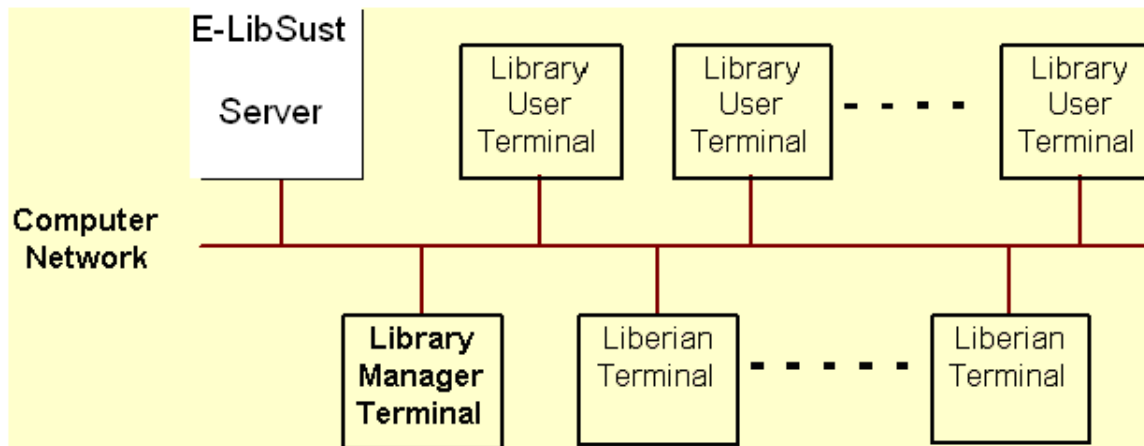 E-LibSust
Server
Library
User
Terminal
Library
User
Terminal
Library
User
Terminal
Computer
Network
Library
Manager
Terminal
Liberian
Terminal
Liberian
Terminal